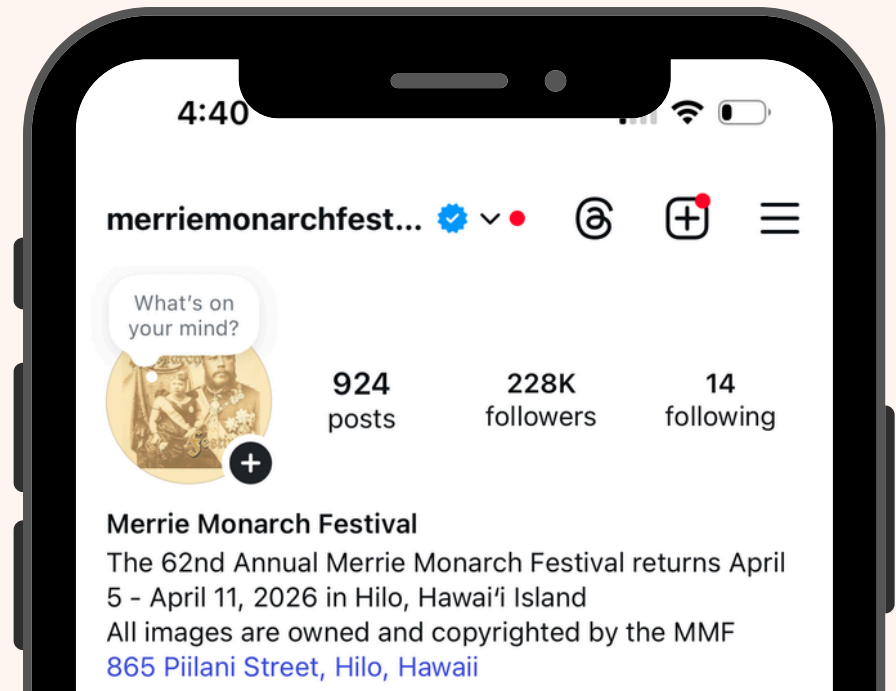 4:40
merriemonarchfest...
What's on
your mind?
924
posts
228K
followers
14
following
Merrie Monarch Festival
The 62nd Annual Merrie Monarch Festival returns April
5 - April 11, 2026 in Hilo, Hawai‘i Island
All images are owned and copyrighted by the MMF
865 Piilani Street, Hilo, Hawaii